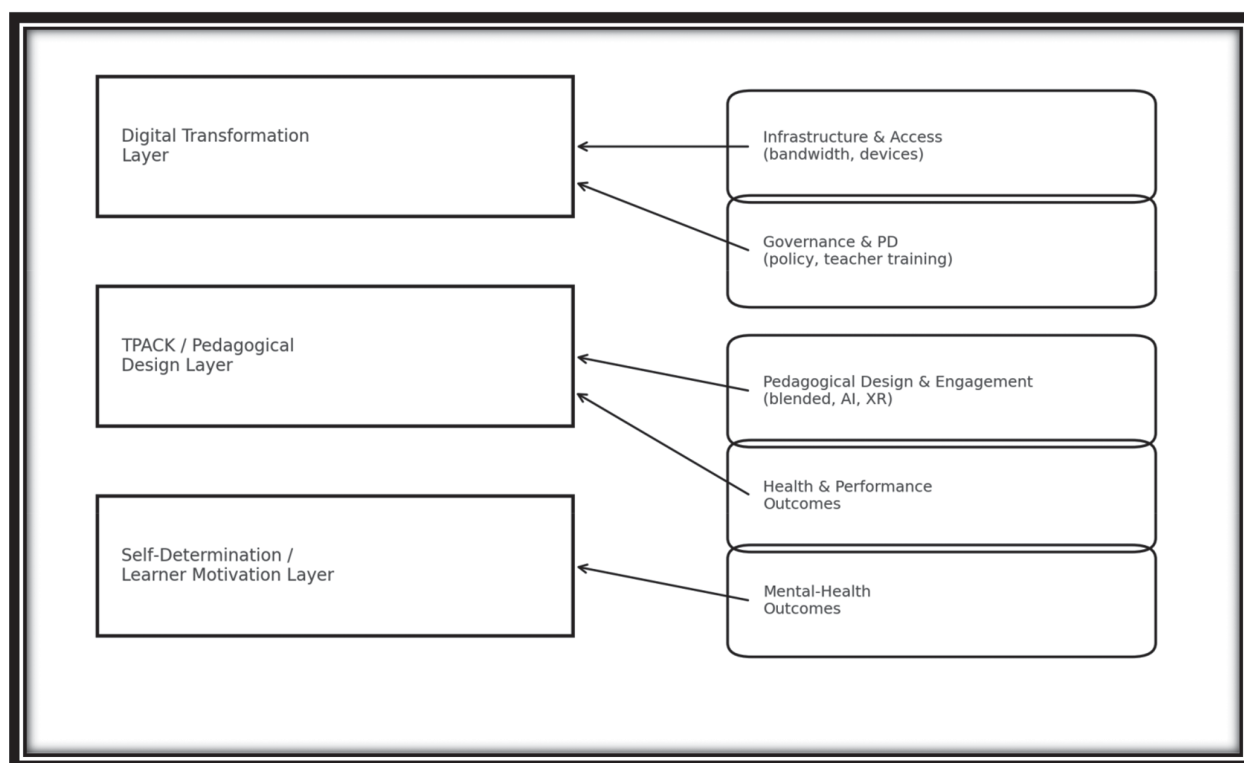 Digital Transformation
Layer
Infrastructure & Access
(bandwidth, devices)
Governance & PD
(policy, teacher training)
TPACK / Pedagogical
Design Layer
Pedagogical Design & Engagement
(blended, AI, XR)
Health & Performance
Outcomes
Self-Determination /
Learner Motivation Layer
Mental-Health
Outcomes